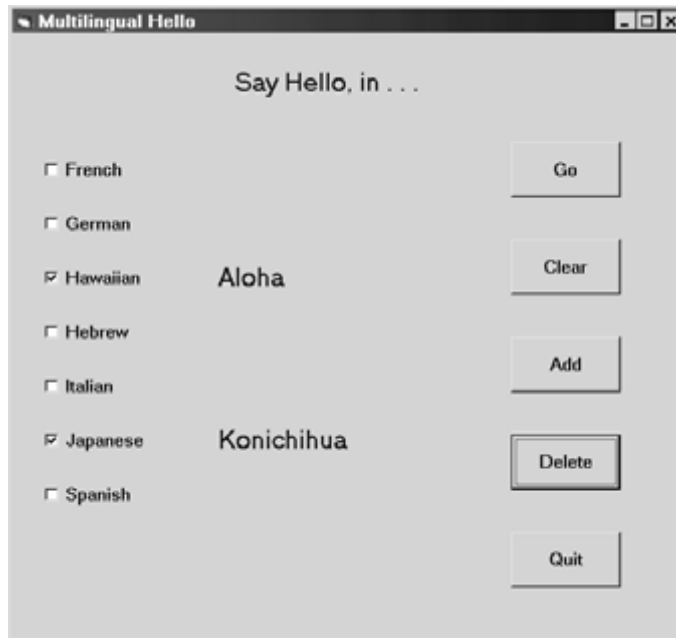 Multilingual Hello
Say Hello, in . . .
French
Go
German
Hawaiian
Aloha
Clear
Hebrew
Add
Italian
Japanese
Konichihua
Delete
Spanish
Quit